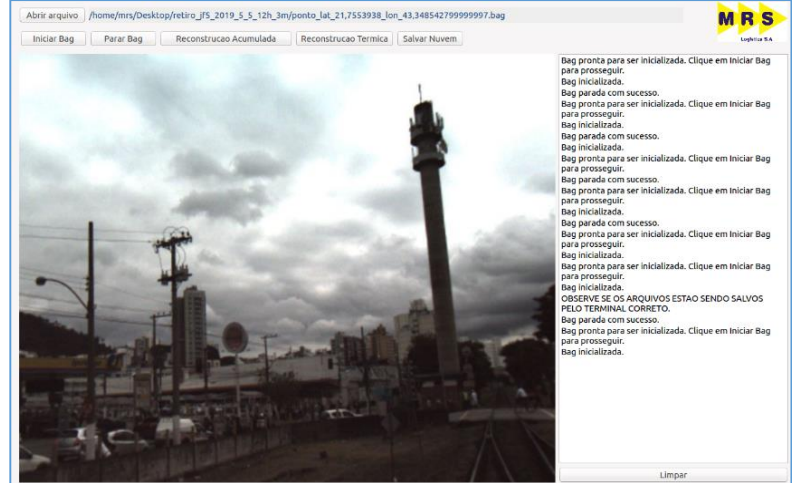 Abrir arquivo /home/mrs/Desktop/retiro_jf5_2019_5_5_12h_3m/ponto_lat_21,7553938_lon_43,348542799999997.bag
MRS
Logística S.A
Iniciar Bag Parar Bag Reconstrucao Acumulada Reconstrucao Termica Salvar Nuvem
Bag pronta para ser inicializada. Clique em Iniciar Bag
para prosseguir.
Bag inicializada.
Bag parada com sucesso.
Bag pronta para ser inicializada. Clique em Iniciar Bag
para prosseguir.
Bag inicializada.
Bag parada com sucesso.
Bag inicializada.
Bag pronta para ser inicializada. Clique em Iniciar Bag
para prosseguir.
Bag parada com sucesso.
Bag pronta para ser inicializada. Clique em Iniciar Bag
para prosseguir.
Bag inicializada.
Bag parada com sucesso.
Bag pronta para ser inicializada. Clique em Iniciar Bag
para prosseguir.
Bag inicializada.
Bag pronta para ser inicializada. Clique em Iniciar Bag
para prosseguir.
Bag inicializada.
OBSERVE SE OS ARQUIVOS ESTAO SENDO SALVOS
PELO TERMINAL CORRETO.
Bag parada com sucesso.
Bag pronta para ser inicializada. Clique em Iniciar Bag
para prosseguir.
Bag inicializada.
Limpar